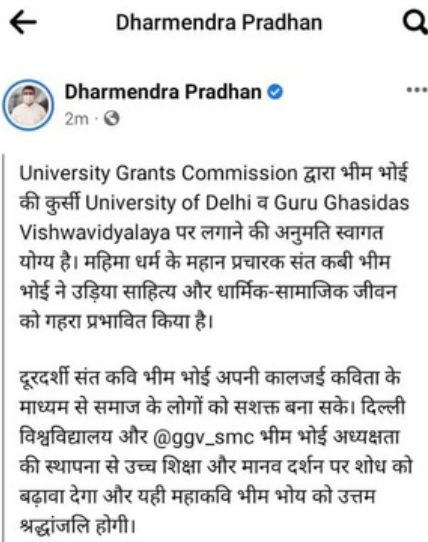 Dharmendra Pradhan
Dharmendra Pradhan
2m ·
University Grants Commission द्वारा भीम भोई
की कुर्सी University of Delhi व Guru Ghasidas
Vishwavidyalaya पर लगाने की अनुमति स्वागत
योग्य है। महिमा धर्म के महान प्रचारक संत कबी भीम
भोई ने उड़िया साहित्य और धार्मिक-सामाजिक जीवन
को गहरा प्रभावित किया है।
दूरदर्शी संत कवि भीम भोई अपनी कालजई कविता के
माध्यम से समाज के लोगों को सशक्त बना सके। दिल्ली
विश्वविद्यालय और @ggv_smc भीम भोई अध्यक्षता
की स्थापना से उच्च शिक्षा और मानव दर्शन पर शोध को
बढ़ावा देगा और यही महाकवि भीम भोय को उत्तम
श्रद्धांजलि होगी।